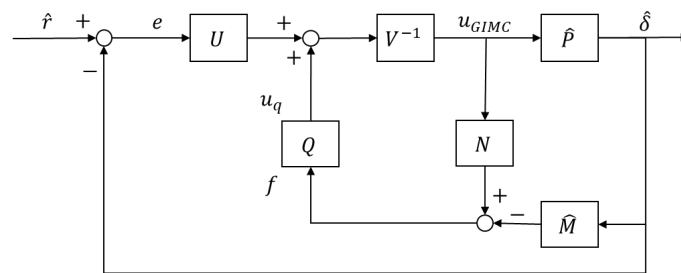 r̂ + e U + + V⁻¹ u_GIMC P̂ δ̂
−
u_q
Q N
f
+
− M̂